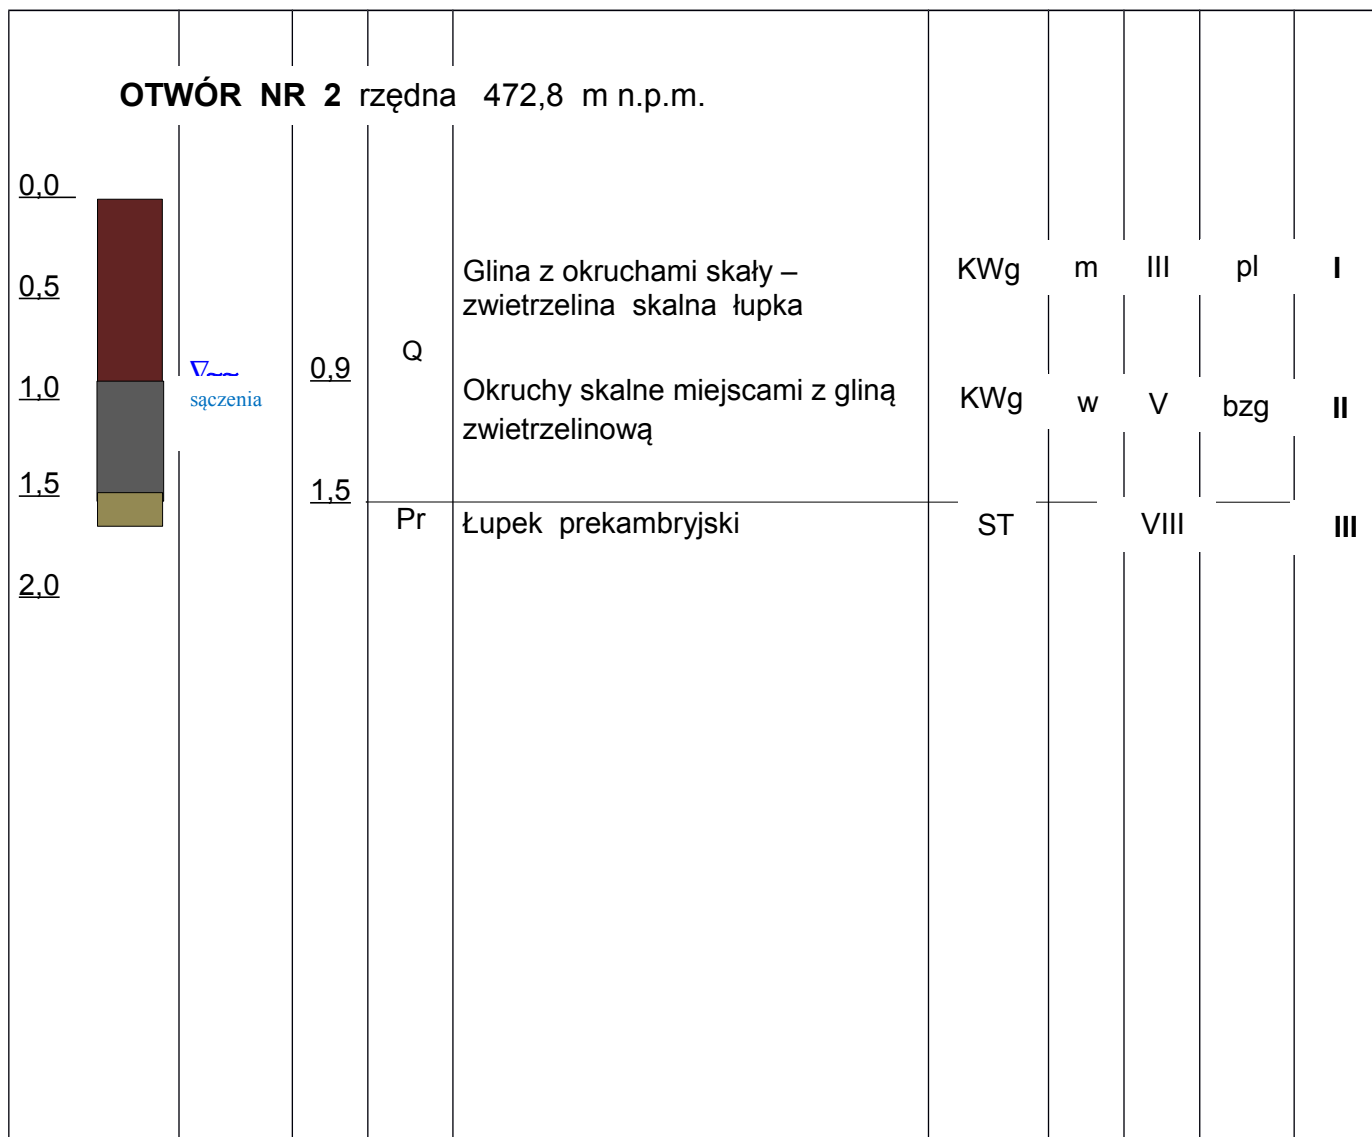 OTWÓR NR 2 rzędna 472,8 m n.p.m.
0,0
0,5
1,0
1,5
2,0
∇~~
sączenia
0,9
1,5
Q
Pr
Glina z okruchami skały –
zwietrzelina skalna łupka
KWg m III pl I
Okruchy skalne miejscami z gliną
zwietrzelinową
KWg w V bzg II
Łupek prekambryjski
ST VIII III